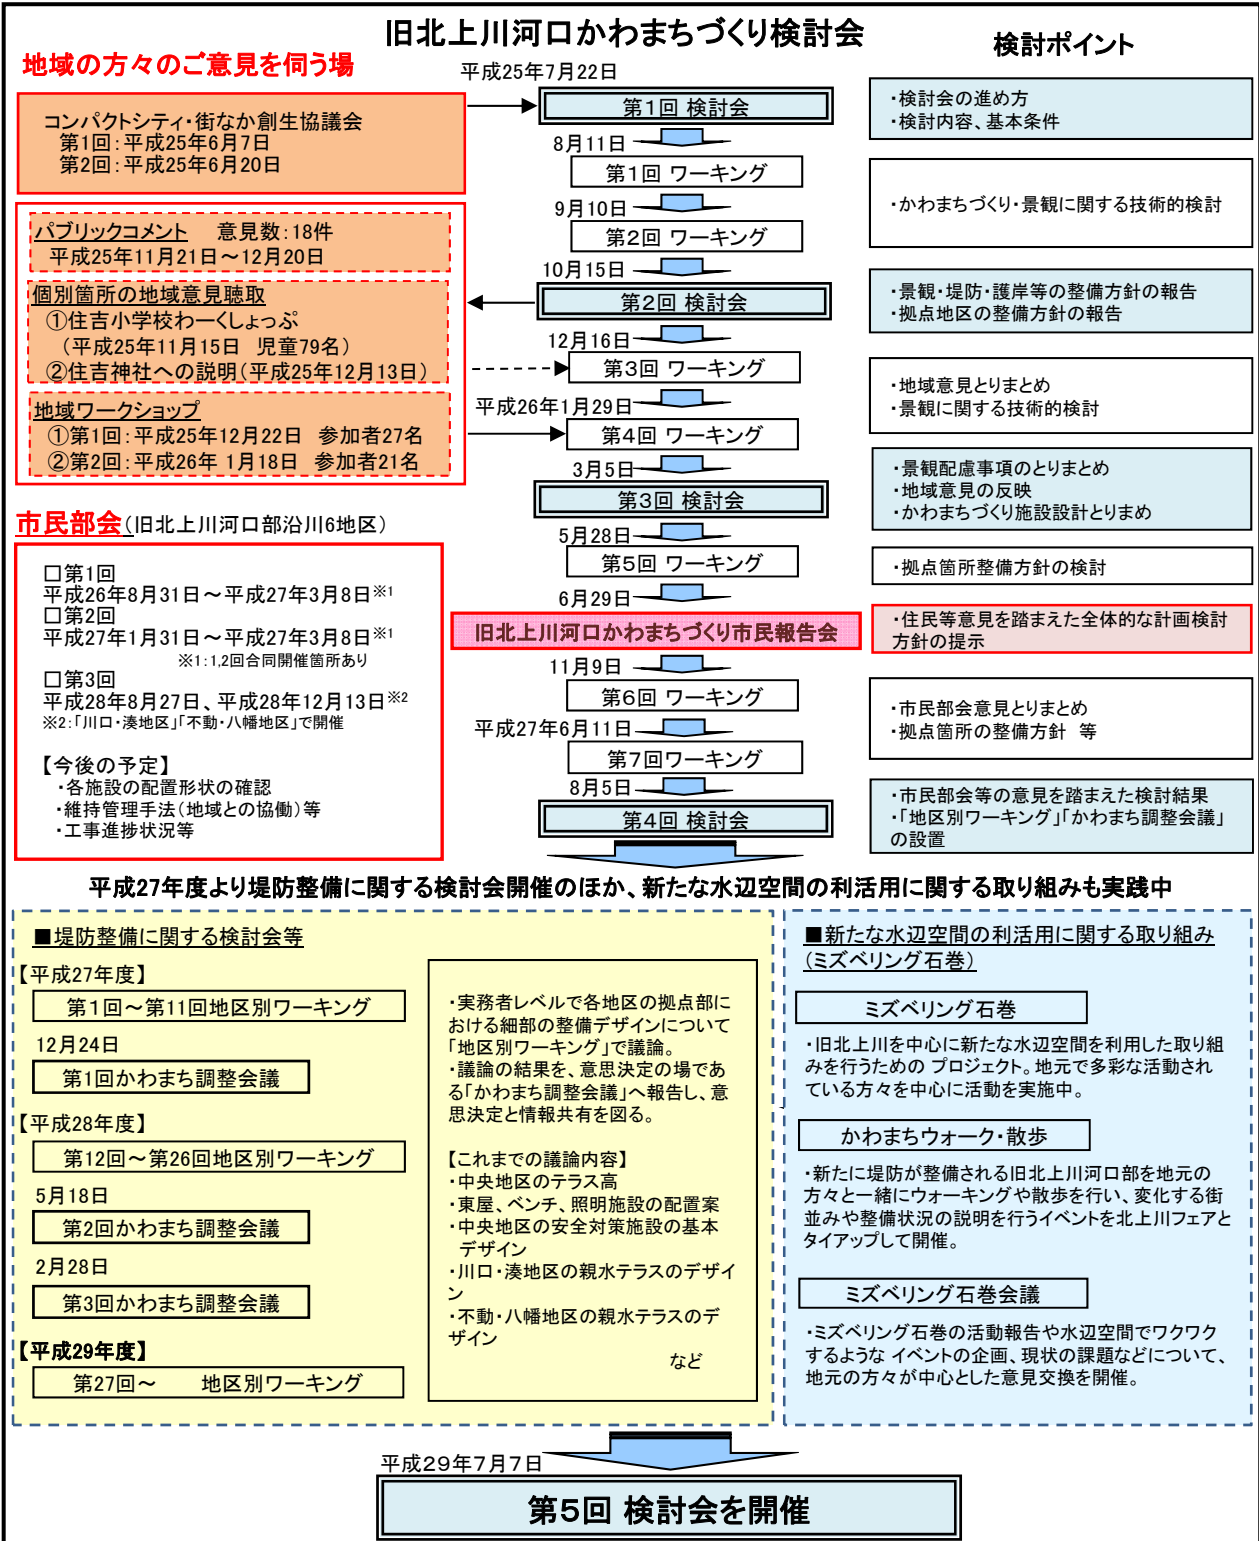 旧北上川河口かわまちづくり検討会
地域の方々のご意見を伺う場
コンパクトシティ・街なか創生協議会
第1回：平成25年6月7日
第2回：平成25年6月20日
パブリックコメント　意見数：18件
平成25年11月21日～12月20日
個別箇所の地域意見聴取
①住吉小学校わーくしょっぷ
（平成25年11月15日　児童79名）
②住吉神社への説明（平成25年12月13日）
地域ワークショップ
①第1回：平成25年12月22日　参加者27名
②第2回：平成26年 1月18日　参加者21名
市民部会（旧北上川河口部沿川6地区）
□第1回
平成26年8月31日～平成27年3月8日※1
□第2回
平成27年1月31日～平成27年3月8日※1
※1：1,2回合同開催箇所あり
□第3回
平成28年8月27日、平成28年12月13日※2
※2：「川口・湊地区」「不動・八幡地区」で開催
【今後の予定】
・各施設の配置形状の確認
・維持管理手法（地域との協働）等
・工事進捗状況等
平成25年7月22日
第1回 検討会
8月11日
第1回 ワーキング
9月10日
第2回 ワーキング
10月15日
第2回 検討会
12月16日
第3回 ワーキング
平成26年1月29日
第4回 ワーキング
3月5日
第3回 検討会
5月28日
第5回 ワーキング
6月29日
旧北上川河口かわまちづくり市民報告会
11月9日
第6回 ワーキング
平成27年6月11日
第7回ワーキング
8月5日
第4回 検討会
検討ポイント
・検討会の進め方
・検討内容、基本条件
・かわまちづくり・景観に関する技術的検討
・景観・堤防・護岸等の整備方針の報告
・拠点地区の整備方針の報告
・地域意見とりまとめ
・景観に関する技術的検討
・景観配慮事項のとりまとめ
・地域意見の反映
・かわまちづくり施設設計とりまめ
・拠点箇所整備方針の検討
・住民等意見を踏まえた全体的な計画検討
方針の提示
・市民部会意見とりまとめ
・拠点箇所の整備方針　等
・市民部会等の意見を踏まえた検討結果
・「地区別ワーキング」「かわまち調整会議」
の設置
平成27年度より堤防整備に関する検討会開催のほか、新たな水辺空間の利活用に関する取り組みも実践中
■堤防整備に関する検討会等
【平成27年度】
第1回～第11回地区別ワーキング
12月24日
第1回かわまち調整会議
【平成28年度】
第12回～第26回地区別ワーキング
5月18日
第2回かわまち調整会議
2月28日
第3回かわまち調整会議
【平成29年度】
第27回～　　地区別ワーキング
・実務者レベルで各地区の拠点部に
おける細部の整備デザインについて
「地区別ワーキング」で議論。
・議論の結果を、意思決定の場であ
る「かわまち調整会議」へ報告し、意
思決定と情報共有を図る。
【これまでの議論内容】
・中央地区のテラス高
・東屋、ベンチ、照明施設の配置案
・中央地区の安全対策施設の基本
デザイン
・川口・湊地区の親水テラスのデザイ
ン
・不動・八幡地区の親水テラスのデ
ザイン
など
■新たな水辺空間の利活用に関する取り組み
（ミズベリング石巻）
ミズベリング石巻
・旧北上川を中心に新たな水辺空間を利用した取り組
みを行うための プロジェクト。地元で多彩な活動され
ている方々を中心に活動を実施中。
かわまちウォーク・散歩
・新たに堤防が整備される旧北上川河口部を地元の
方々と一緒にウォーキングや散歩を行い、変化する街
並みや整備状況の説明を行うイベントを北上川フェアと
タイアップして開催。
ミズベリング石巻会議
・ミズベリング石巻の活動報告や水辺空間でワクワク
するような イベントの企画、現状の課題などについて、
地元の方々が中心とした意見交換を開催。
平成29年7月7日
第5回 検討会を開催